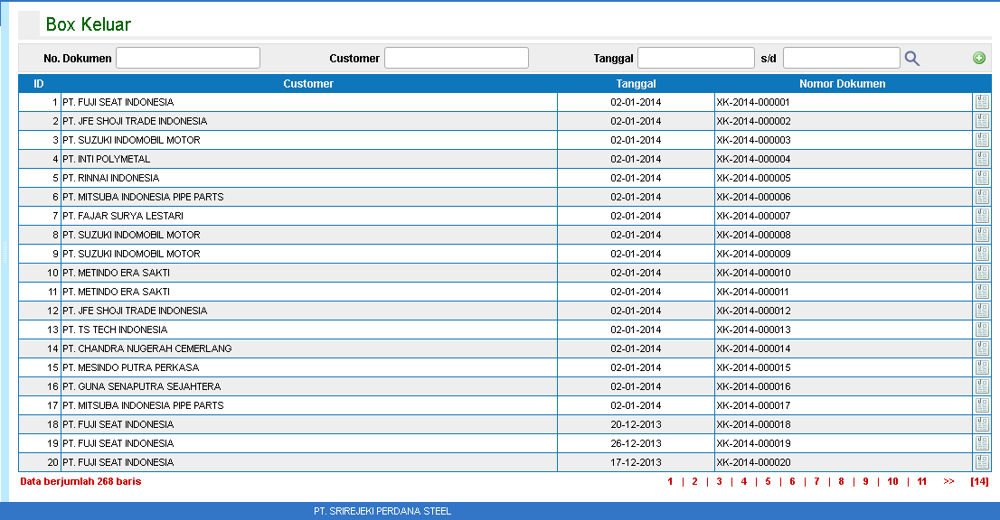 Box Keluar
No. Dokumen Customer Tanggal s/d
ID Customer Tanggal Nomor Dokumen
1 PT. FUJI SEAT INDONESIA 02-01-2014 XK-2014-000001
2 PT. JFE SHOJI TRADE INDONESIA 02-01-2014 XK-2014-000002
3 PT. SUZUKI INDOMOBIL MOTOR 02-01-2014 XK-2014-000003
4 PT. INTI POLYMETAL 02-01-2014 XK-2014-000004
5 PT. RINNAI INDONESIA 02-01-2014 XK-2014-000005
6 PT. MITSUBA INDONESIA PIPE PARTS 02-01-2014 XK-2014-000006
7 PT. FAJAR SURYA LESTARI 02-01-2014 XK-2014-000007
8 PT. SUZUKI INDOMOBIL MOTOR 02-01-2014 XK-2014-000008
9 PT. SUZUKI INDOMOBIL MOTOR 02-01-2014 XK-2014-000009
10 PT. METINDO ERA SAKTI 02-01-2014 XK-2014-000010
11 PT. METINDO ERA SAKTI 02-01-2014 XK-2014-000011
12 PT. JFE SHOJI TRADE INDONESIA 02-01-2014 XK-2014-000012
13 PT. TS TECH INDONESIA 02-01-2014 XK-2014-000013
14 PT. CHANDRA NUGERAH CEMERLANG 02-01-2014 XK-2014-000014
15 PT. MESINDO PUTRA PERKASA 02-01-2014 XK-2014-000015
16 PT. GUNA SENAPUTRA SEJAHTERA 02-01-2014 XK-2014-000016
17 PT. MITSUBA INDONESIA PIPE PARTS 02-01-2014 XK-2014-000017
18 PT. FUJI SEAT INDONESIA 20-12-2013 XK-2014-000018
19 PT. FUJI SEAT INDONESIA 26-12-2013 XK-2014-000019
20 PT. FUJI SEAT INDONESIA 17-12-2013 XK-2014-000020
Data berjumlah 268 baris 1 | 2 | 3 | 4 | 5 | 6 | 7 | 8 | 9 | 10 | 11 >> [14]
PT. SRIREJEKI PERDANA STEEL